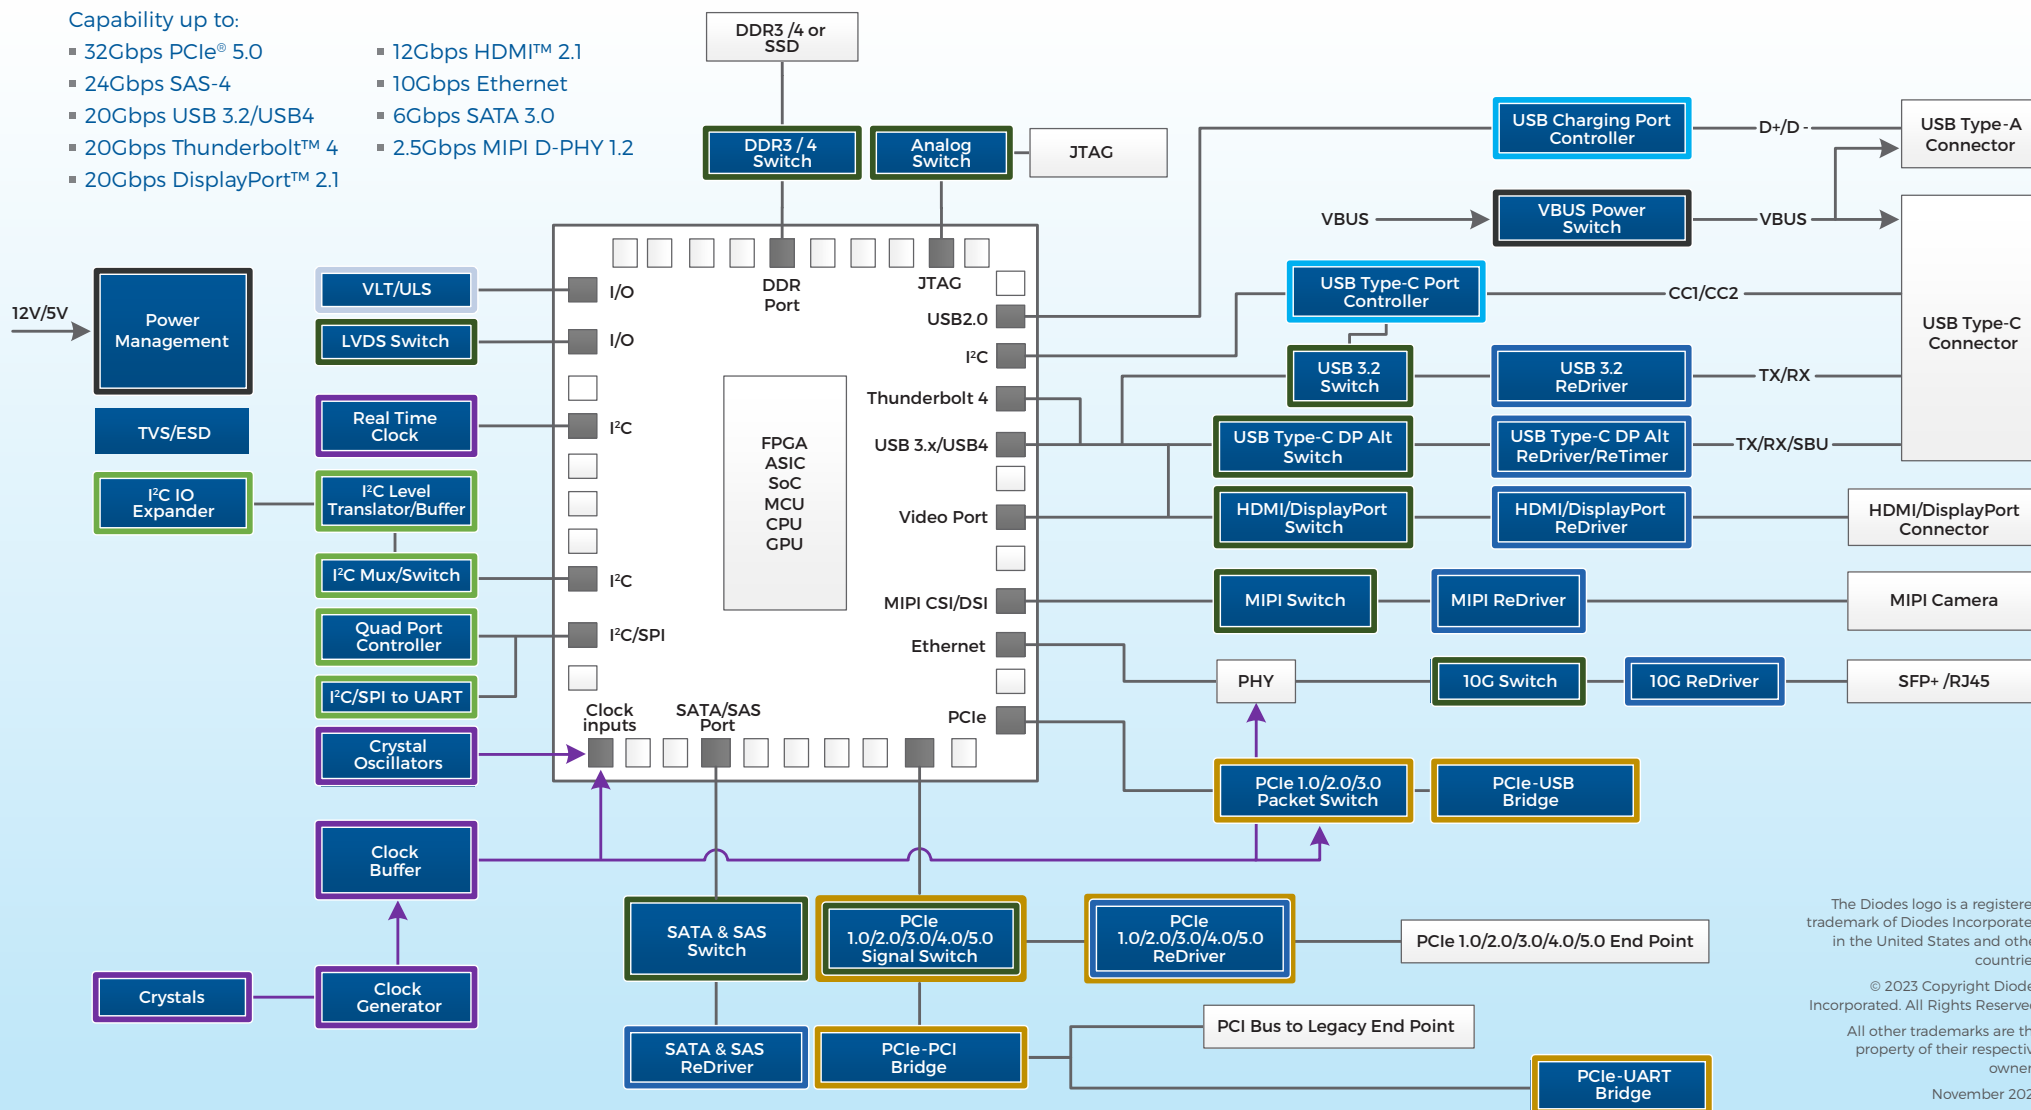 Capability up to:
▪ 32Gbps PCIe® 5.0
▪ 24Gbps SAS-4
▪ 20Gbps USB 3.2/USB4
▪ 20Gbps Thunderbolt™ 4
▪ 20Gbps DisplayPort™ 2.1
▪ 12Gbps HDMI™ 2.1
▪ 10Gbps Ethernet
▪ 6Gbps SATA 3.0
▪ 2.5Gbps MIPI D-PHY 1.2
DDR3 /4 or
SSD
DDR3 / 4
Switch
Analog
Switch
JTAG
USB Charging Port
Controller
D+/D -
USB Type-A
Connector
VBUS
VBUS Power
Switch
VBUS
12V/5V
Power
Management
TVS/ESD
I²C IO
Expander
VLT/ULS
LVDS Switch
Real Time
Clock
I²C Level
Translator/Buffer
I²C Mux/Switch
Quad Port
Controller
I²C/SPI to UART
Crystal
Oscillators
Clock
Buffer
Clock
Generator
Crystals
I/O
I/O
I²C
I²C
I²C/SPI
Clock
inputs
SATA/SAS
Port
DDR
Port
JTAG
FPGA
ASIC
SoC
MCU
CPU
GPU
USB2.0
I²C
Thunderbolt 4
USB 3.x/USB4
Video Port
MIPI CSI/DSI
Ethernet
PCIe
USB Type-C Port
Controller
CC1/CC2
USB Type-C
Connector
USB 3.2
Switch
USB 3.2
ReDriver
TX/RX
USB Type-C DP Alt
Switch
USB Type-C DP Alt
ReDriver/ReTimer
TX/RX/SBU
HDMI/DisplayPort
Switch
HDMI/DisplayPort
ReDriver
HDMI/DisplayPort
Connector
MIPI Switch
MIPI ReDriver
MIPI Camera
PHY
10G Switch
10G ReDriver
SFP+ /RJ45
PCIe 1.0/2.0/3.0
Packet Switch
PCIe-USB
Bridge
SATA & SAS
Switch
SATA & SAS
ReDriver
PCIe
1.0/2.0/3.0/4.0/5.0
Signal Switch
PCIe
1.0/2.0/3.0/4.0/5.0
ReDriver
PCIe 1.0/2.0/3.0/4.0/5.0 End Point
PCIe-PCI
Bridge
PCI Bus to Legacy End Point
PCIe-UART
Bridge
The Diodes logo is a registere
trademark of Diodes Incorporate
in the United States and othe
countrie
© 2023 Copyright Diode
Incorporated. All Rights Reserve
All other trademarks are th
property of their respectiv
owner
November 202